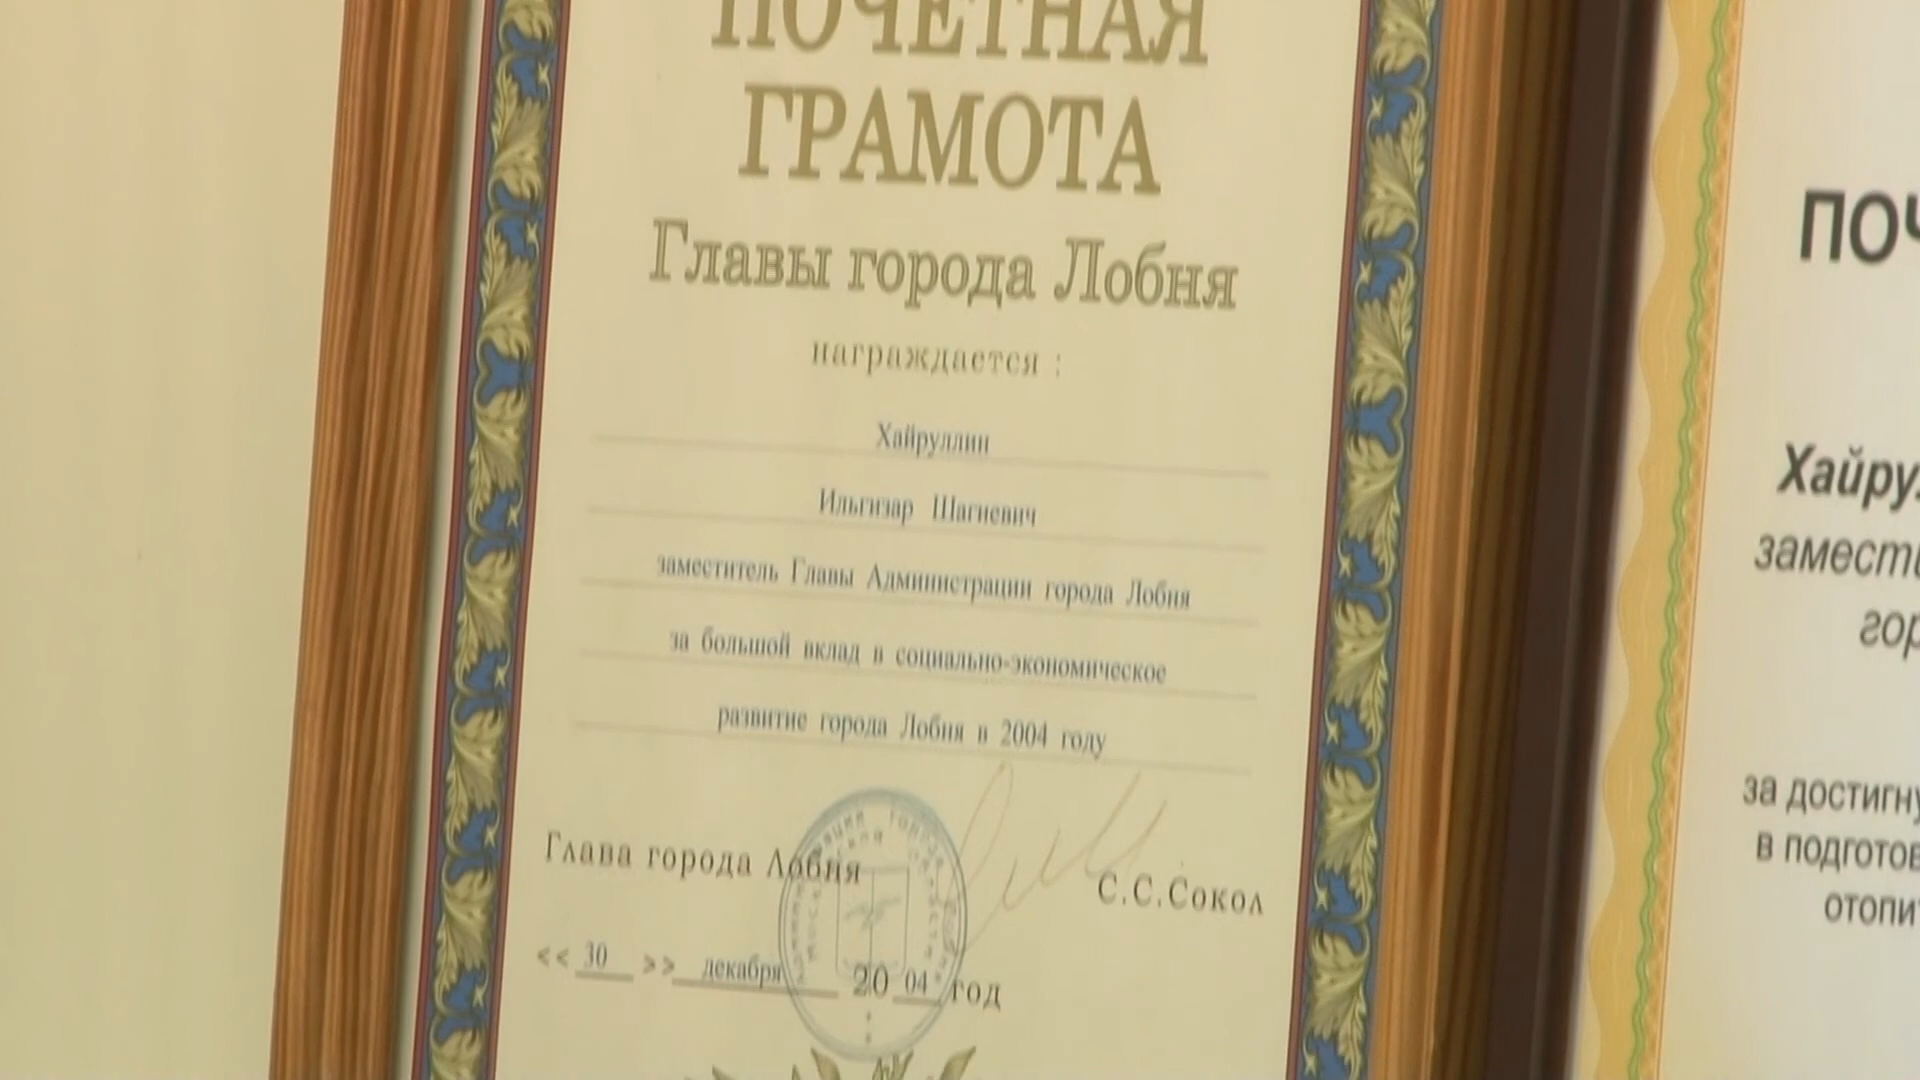 ПОЧЕТНАЯ
ГРАМОТА
Главы города Лобня
награждается :
Хайруллин
Ильгизар Шагиевич
заместитель Главы Администрации города Лобня
за большой вклад в социально-экономическое
развитие города Лобня в 2004 году
Глава города Лобня
С.С.Сокол
<< 30 >> декабря 20 04 год
ПОЧ
Хайру
замести
гор
за достигну
в подготов
отопит